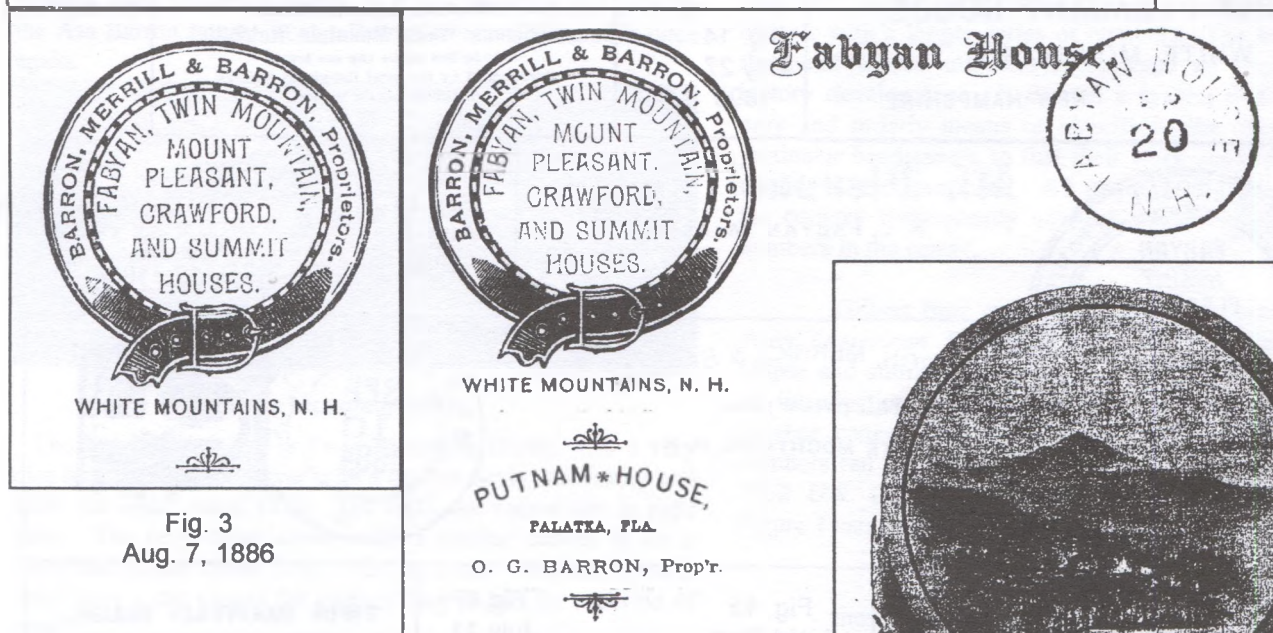 BARRON, MERRILL & BARRON, Proprietors.
FABYAN, TWIN MOUNTAIN,
MOUNT
PLEASANT,
CRAWFORD,
AND SUMMIT
HOUSES.
WHITE MOUNTAINS, N. H.
Fig. 3
Aug. 7, 1886
BARRON, MERRILL & BARRON, Proprietors.
FABYAN, TWIN MOUNTAIN,
MOUNT
PLEASANT,
CRAWFORD,
AND SUMMIT
HOUSES.
WHITE MOUNTAINS, N. H.
PUTNAM * HOUSE,
PALATKA, FLA.
O. G. BARRON, Prop'r.
Fabyan House
FABYAN HOUSE
20
N.H.